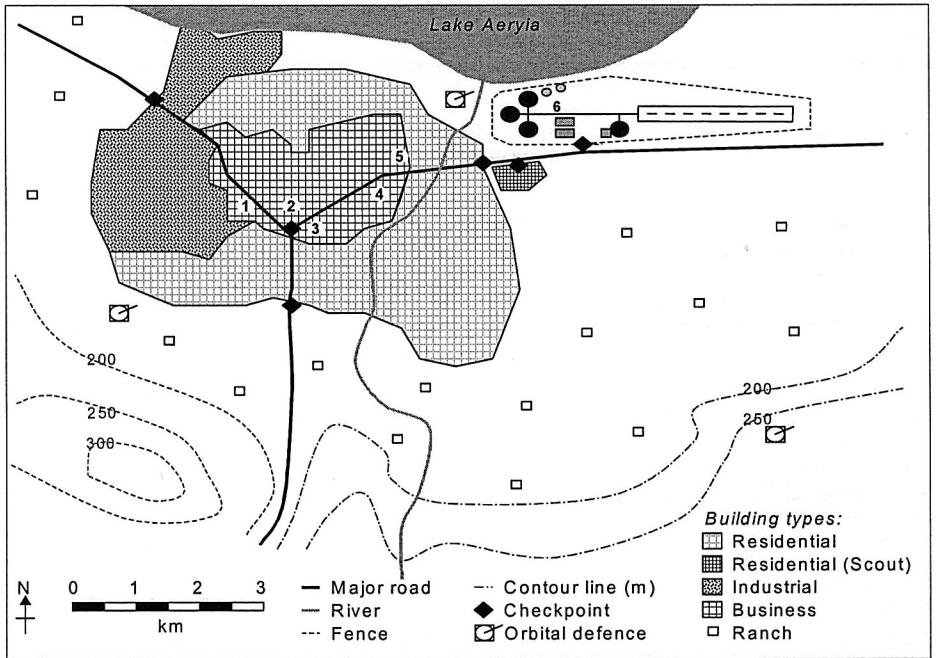 Lake Aeryia
6
5
4
1
2
3
200
250
300
200
250
Building types:
Residential
Residential (Scout)
Industrial
Business
Ranch
N
0 1 2 3
km
Major road
River
Fence
Contour line (m)
Checkpoint
Orbital defence